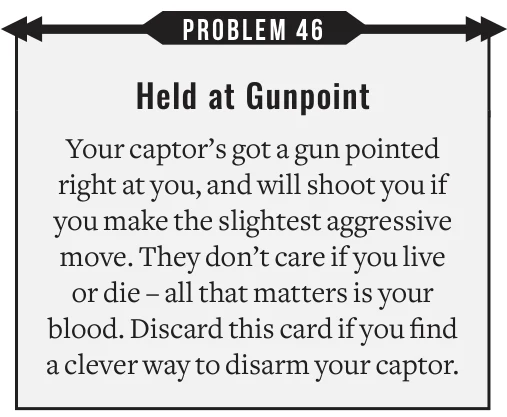 PROBLEM 46
Held at Gunpoint
Your captor’s got a gun pointed
right at you, and will shoot you if
you make the slightest aggressive
move. They don’t care if you live
or die – all that matters is your
blood. Discard this card if you find
a clever way to disarm your captor.